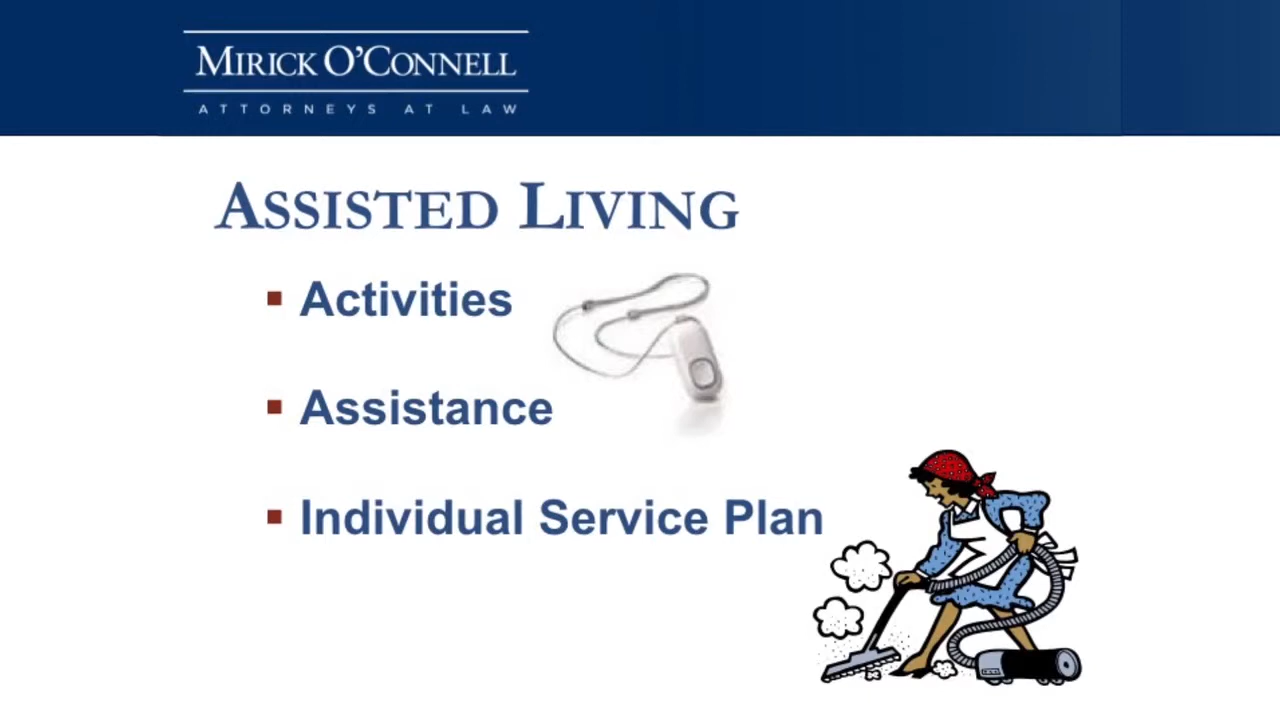 MIRICK O'CONNELL
ATTORNEYS AT LAW
ASSISTED LIVING
▪ Activities
▪ Assistance
▪ Individual Service Plan